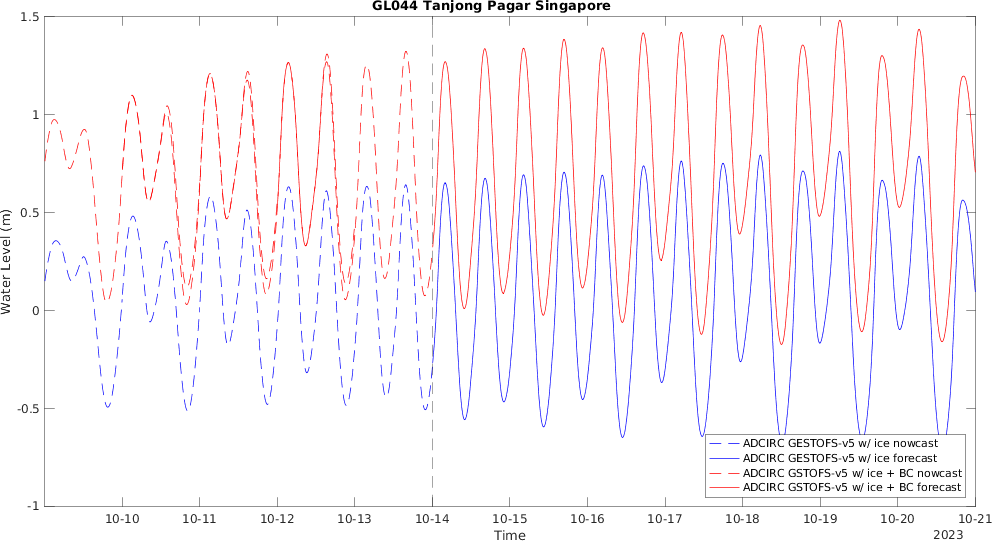 GL044 Tanjong Pagar Singapore
1.5
1
0.5
0
-0.5
-1
Water Level (m)
10-10
10-11
10-12
10-13
10-14
10-15
10-16
10-17
10-18
10-19
10-20
10-21
Time
2023
ADCIRC GESTOFS-v5 w/ ice nowcast
ADCIRC GESTOFS-v5 w/ ice forecast
ADCIRC GSTOFS-v5 w/ ice + BC nowcast
ADCIRC GSTOFS-v5 w/ ice + BC forecast